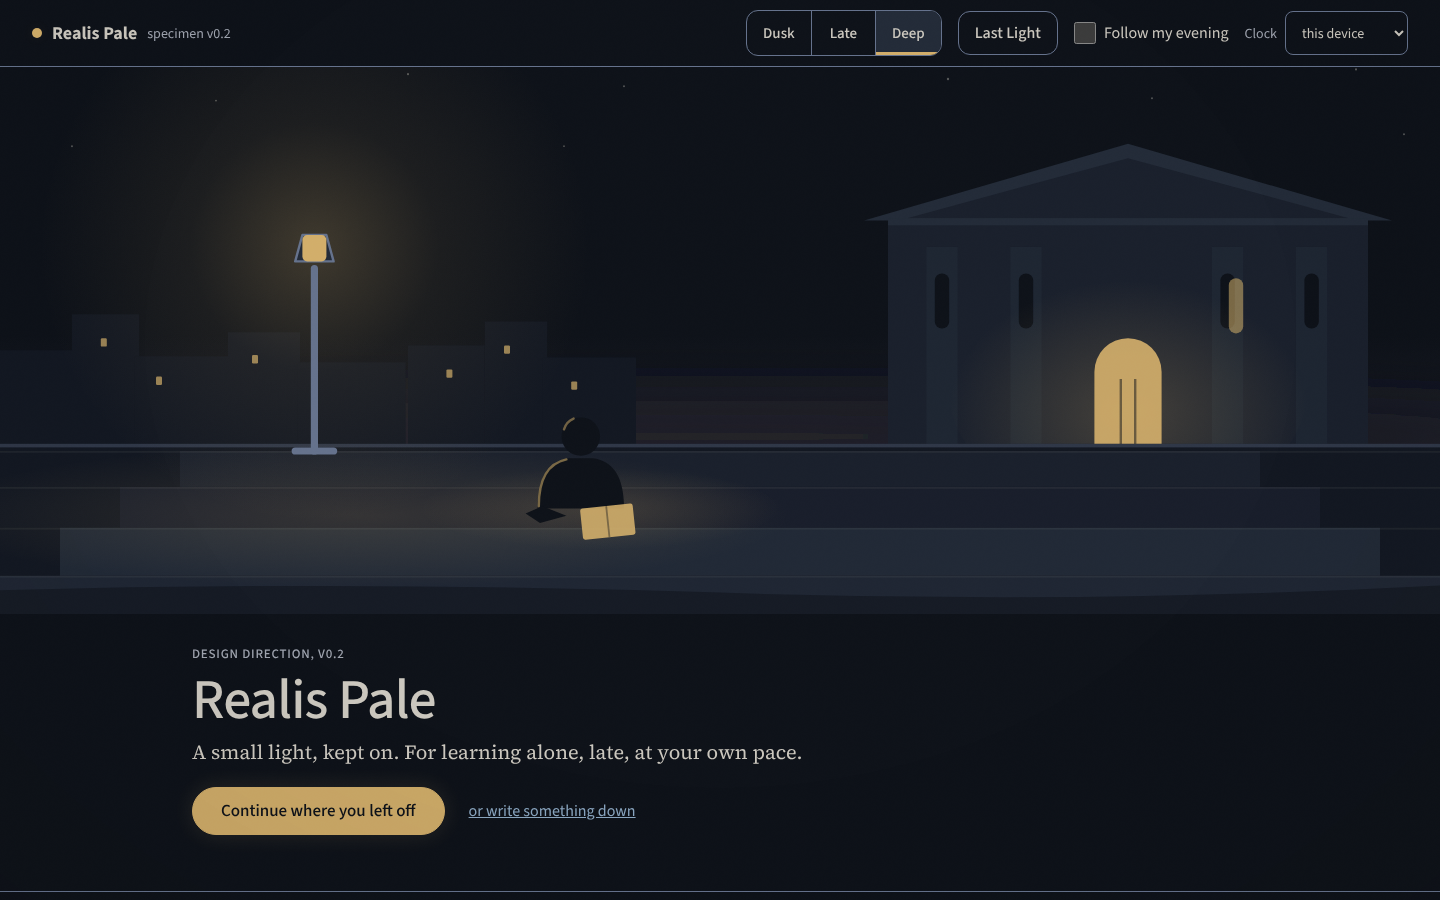 Realis Pale specimen v0.2
Dusk Late Deep Last Light Follow my evening Clock this device
DESIGN DIRECTION, V0.2
Realis Pale
A small light, kept on. For learning alone, late, at your own pace.
Continue where you left off or write something down